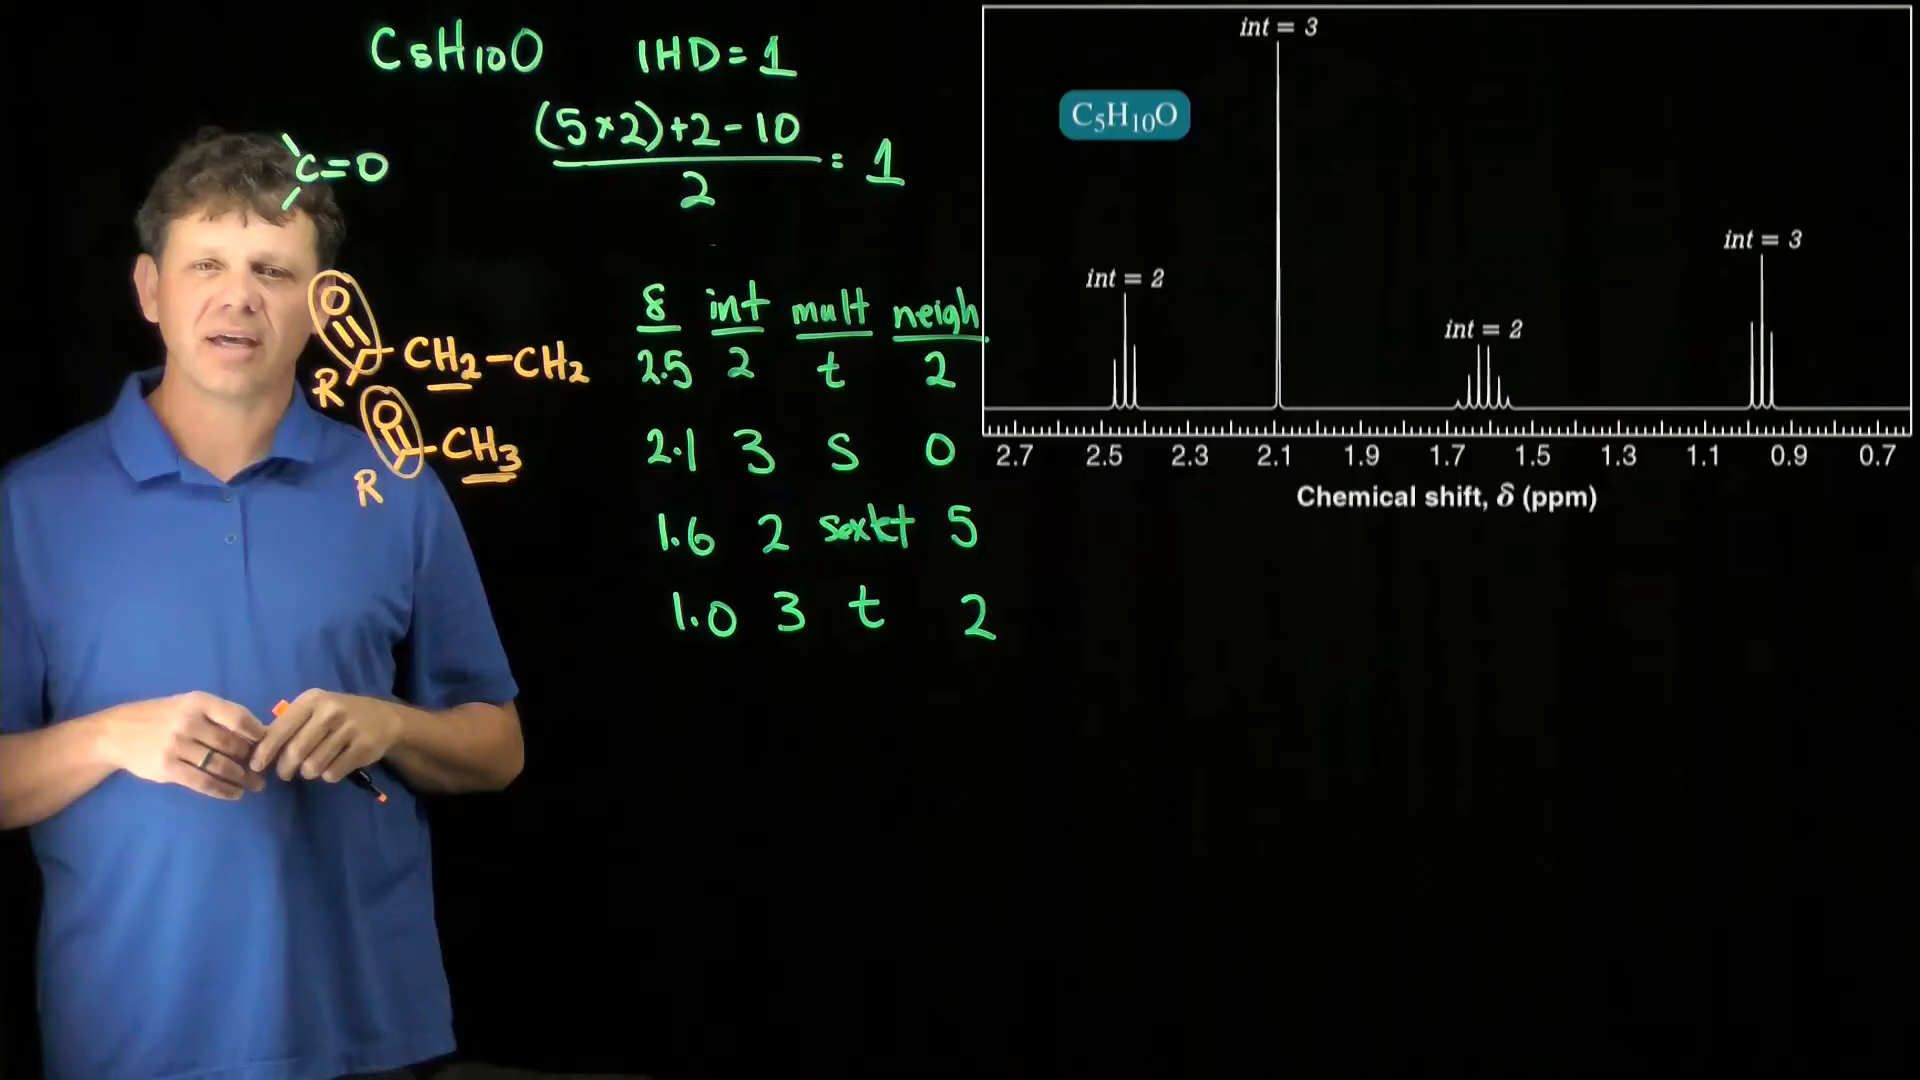 C5H10O IHD=1
(5×2)+2-10
2
= 1
C=O
O
R
CH2-CH2
O
R
CH3
δ int mult neigh
2.5 2 t 2
2.1 3 s 0
1.6 2 sextet 5
1.0 3 t 2
int = 3
C5H10O
int = 3
int = 2
int = 2
2.7 2.5 2.3 2.1 1.9 1.7 1.5 1.3 1.1 0.9 0.7
Chemical shift, δ (ppm)